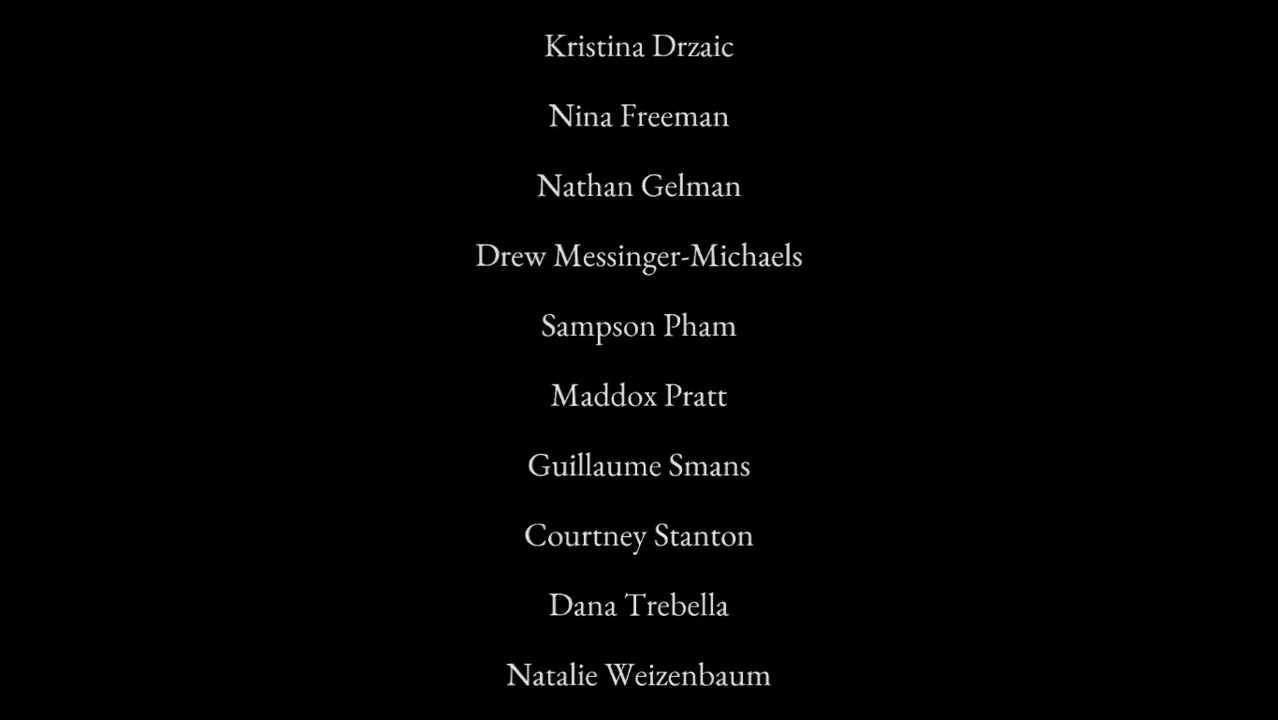 Kristina Drzaic
Nina Freeman
Nathan Gelman
Drew Messinger-Michaels
Sampson Pham
Maddox Pratt
Guillaume Smans
Courtney Stanton
Dana Trebella
Natalie Weizenbaum